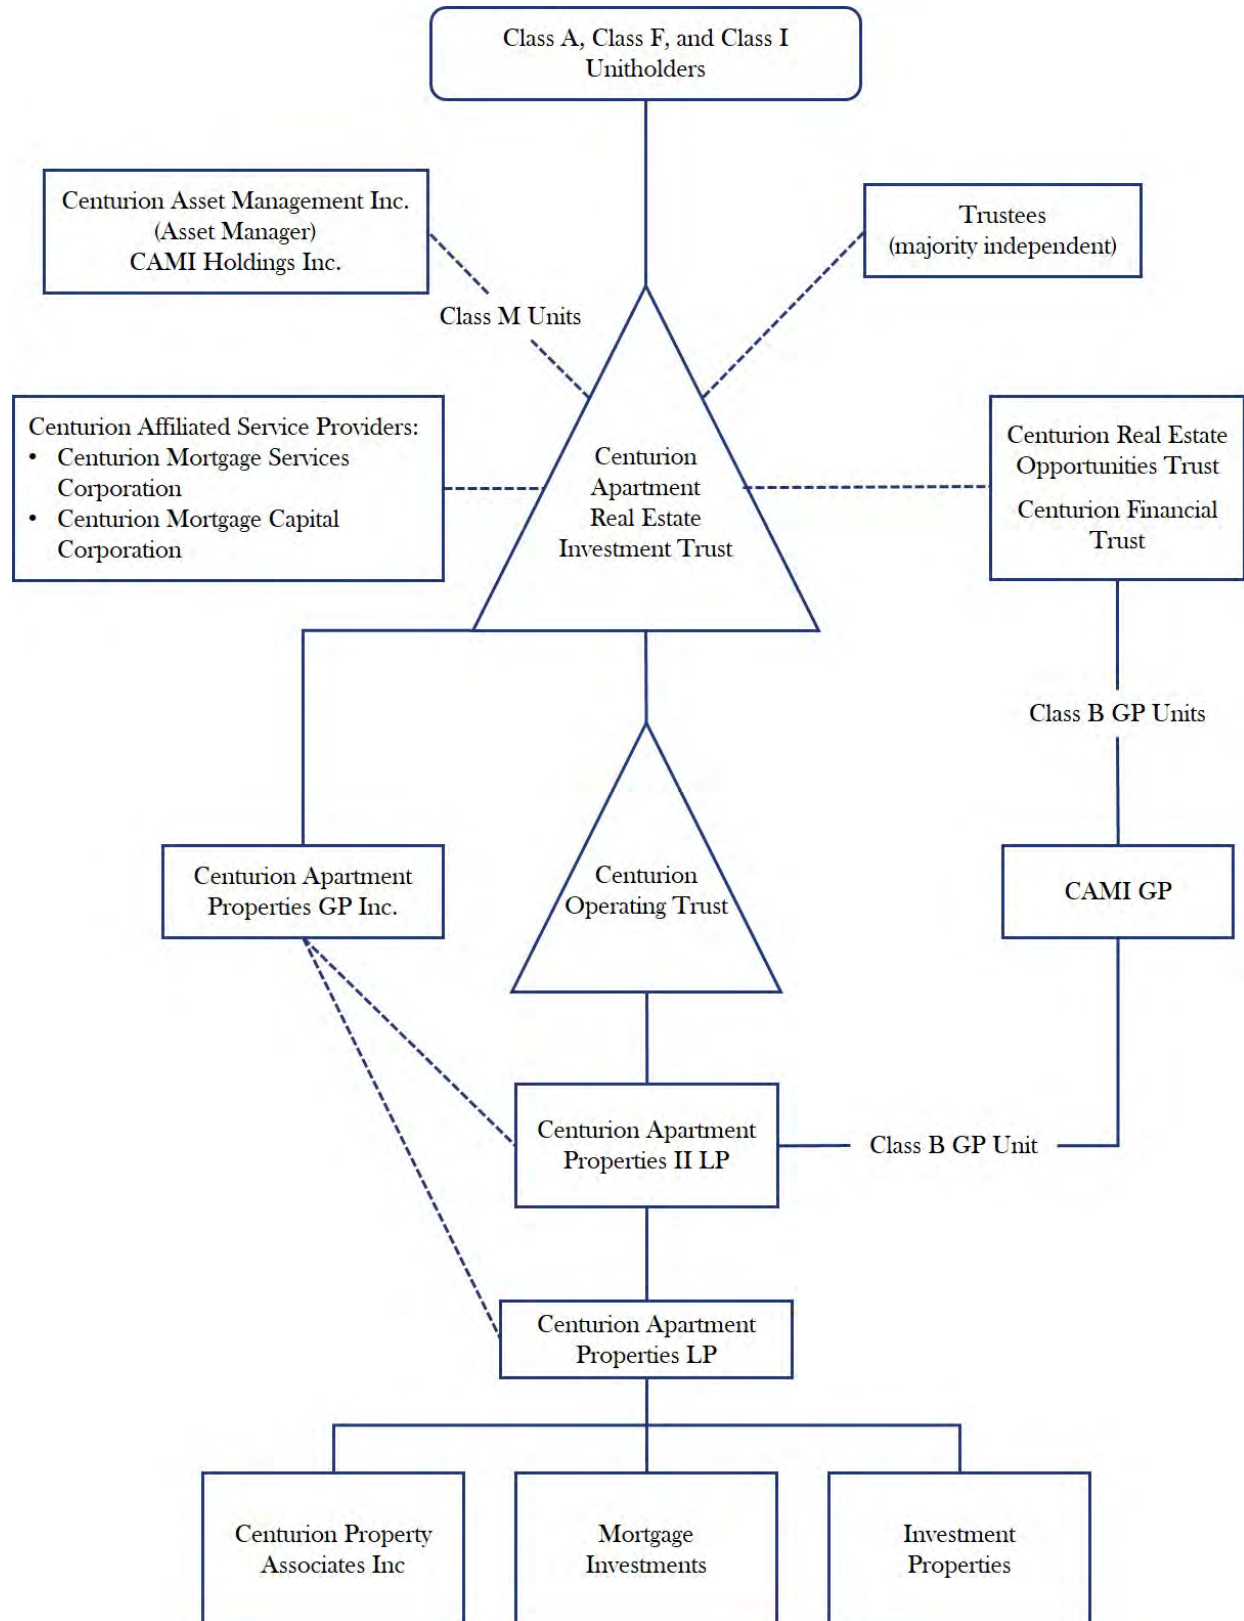 Class A, Class F, and Class I
Unitholders
Centurion Asset Management Inc.
(Asset Manager)
CAMI Holdings Inc.
Trustees
(majority independent)
Class M Units
Centurion Affiliated Service Providers:
• Centurion Mortgage Services
Corporation
• Centurion Mortgage Capital
Corporation
Centurion
Apartment
Real Estate
Investment Trust
Centurion Real Estate
Opportunities Trust
Centurion Financial
Trust
Class B GP Units
Centurion Apartment
Properties GP Inc.
Centurion
Operating Trust
CAMI GP
Centurion Apartment
Properties II LP
Class B GP Unit
Centurion Apartment
Properties LP
Centurion Property
Associates Inc
Mortgage
Investments
Investment
Properties